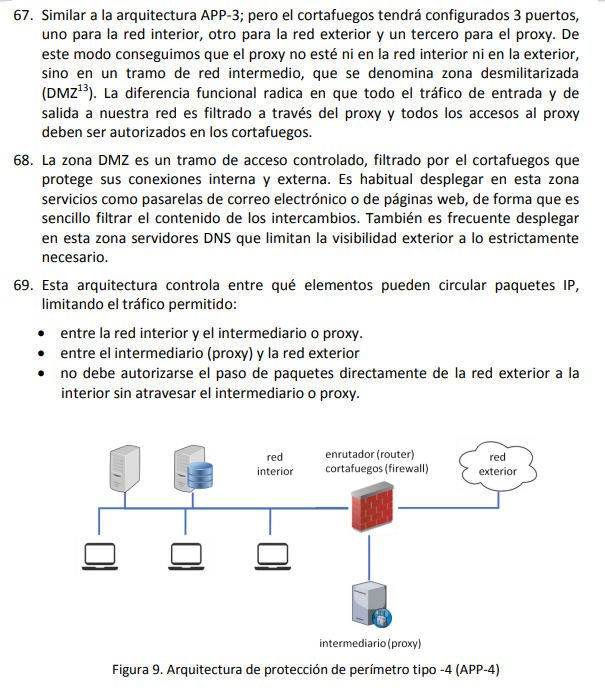 67. Similar a la arquitectura APP-3; pero el cortafuegos tendrá configurados 3 puertos,
uno para la red interior, otro para la red exterior y un tercero para el proxy. De
este modo conseguimos que el proxy no esté ni en la red interior ni en la exterior,
sino en un tramo de red intermedio, que se denomina zona desmilitarizada
(DMZ13). La diferencia funcional radica en que todo el tráfico de entrada y de
salida a nuestra red es filtrado a través del proxy y todos los accesos al proxy
deben ser autorizados en los cortafuegos.
68. La zona DMZ es un tramo de acceso controlado, filtrado por el cortafuegos que
protege sus conexiones interna y externa. Es habitual desplegar en esta zona
servicios como pasarelas de correo electrónico o de páginas web, de forma que es
sencillo filtrar el contenido de los intercambios. También es frecuente desplegar
en esta zona servidores DNS que limitan la visibilidad exterior a lo estrictamente
necesario.
69. Esta arquitectura controla entre qué elementos pueden circular paquetes IP,
limitando el tráfico permitido:
• entre la red interior y el intermediario o proxy.
• entre el intermediario (proxy) y la red exterior
• no debe autorizarse el paso de paquetes directamente de la red exterior a la
interior sin atravesar el intermediario o proxy.
red
interior
enrutador (router)
cortafuegos (firewall)
red
exterior
intermediario (proxy)
Figura 9. Arquitectura de protección de perímetro tipo -4 (APP-4)